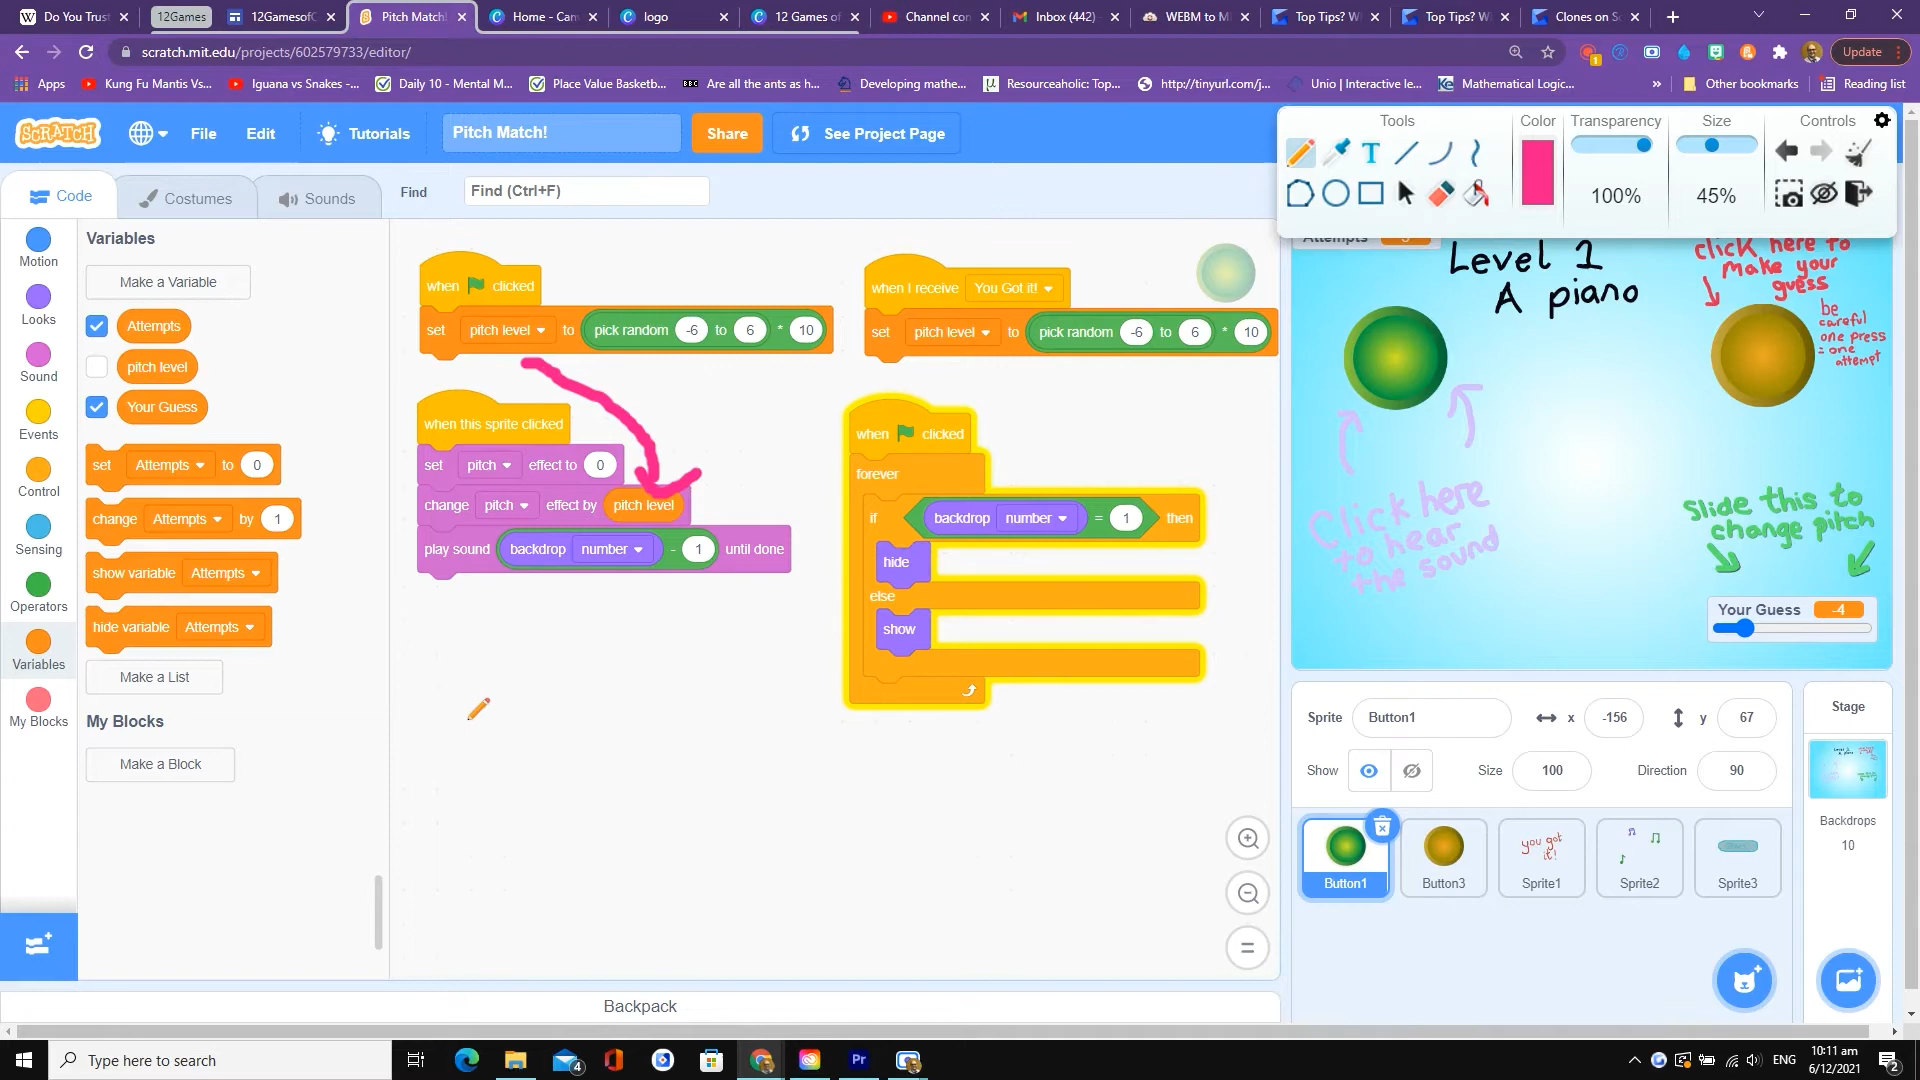 Do You Trust
12Games
12GamesofC
Pitch Match!
Home - Can
logo
12 Games of
Channel con
Inbox (442) -
WEBM to M
Top Tips? W
Top Tips? W
Clones on S
scratch.mit.edu/projects/602579733/editor/
1
Update
Apps
Kung Fu Mantis Vs...
Iguana vs Snakes -...
Daily 10 - Mental M...
Place Value Basketb...
BBC
Are all the ants as h...
Developing mathe...
Resourceaholic: Top...
http://tinyurl.com/j...
Unio | Interactive le...
Mathematical Logic...
»
Other bookmarks
Reading list
SCRATCH
File
Edit
Tutorials
Pitch Match!
Share
See Project Page
Tools
Color
Transparency
Size
Controls
T
100%
45%
Code
Costumes
Sounds
Find
Find (Ctrl+F)
Motion
Looks
Sound
Events
Control
Sensing
Operators
Variables
My Blocks
Variables
Make a Variable
Attempts
pitch level
Your Guess
set Attempts to 0
change Attempts by 1
show variable Attempts
hide variable Attempts
Make a List
My Blocks
Make a Block
when clicked
set pitch level to pick random -6 to 6 * 10
when I receive You Got it!
set pitch level to pick random -6 to 6 * 10
when this sprite clicked
set pitch effect to 0
change pitch effect by pitch level
play sound backdrop number - 1 until done
when clicked
forever
if backdrop number = 1 then
hide
else
show
Attempts
Level 1
A piano
click here to
Make your
guess
be
careful
one press
= one
attempt
Click here
to hear
the sound
Slide this to
change pitch
Your Guess -4
Sprite
Button1
x
-156
y
67
Show
Size
100
Direction
90
Button1
Button3
you got
it!
Sprite1
Sprite2
Sprite3
Stage
Backdrops
10
Backpack
Type here to search
4
Pr
ENG
10:11 am
6/12/2021
2